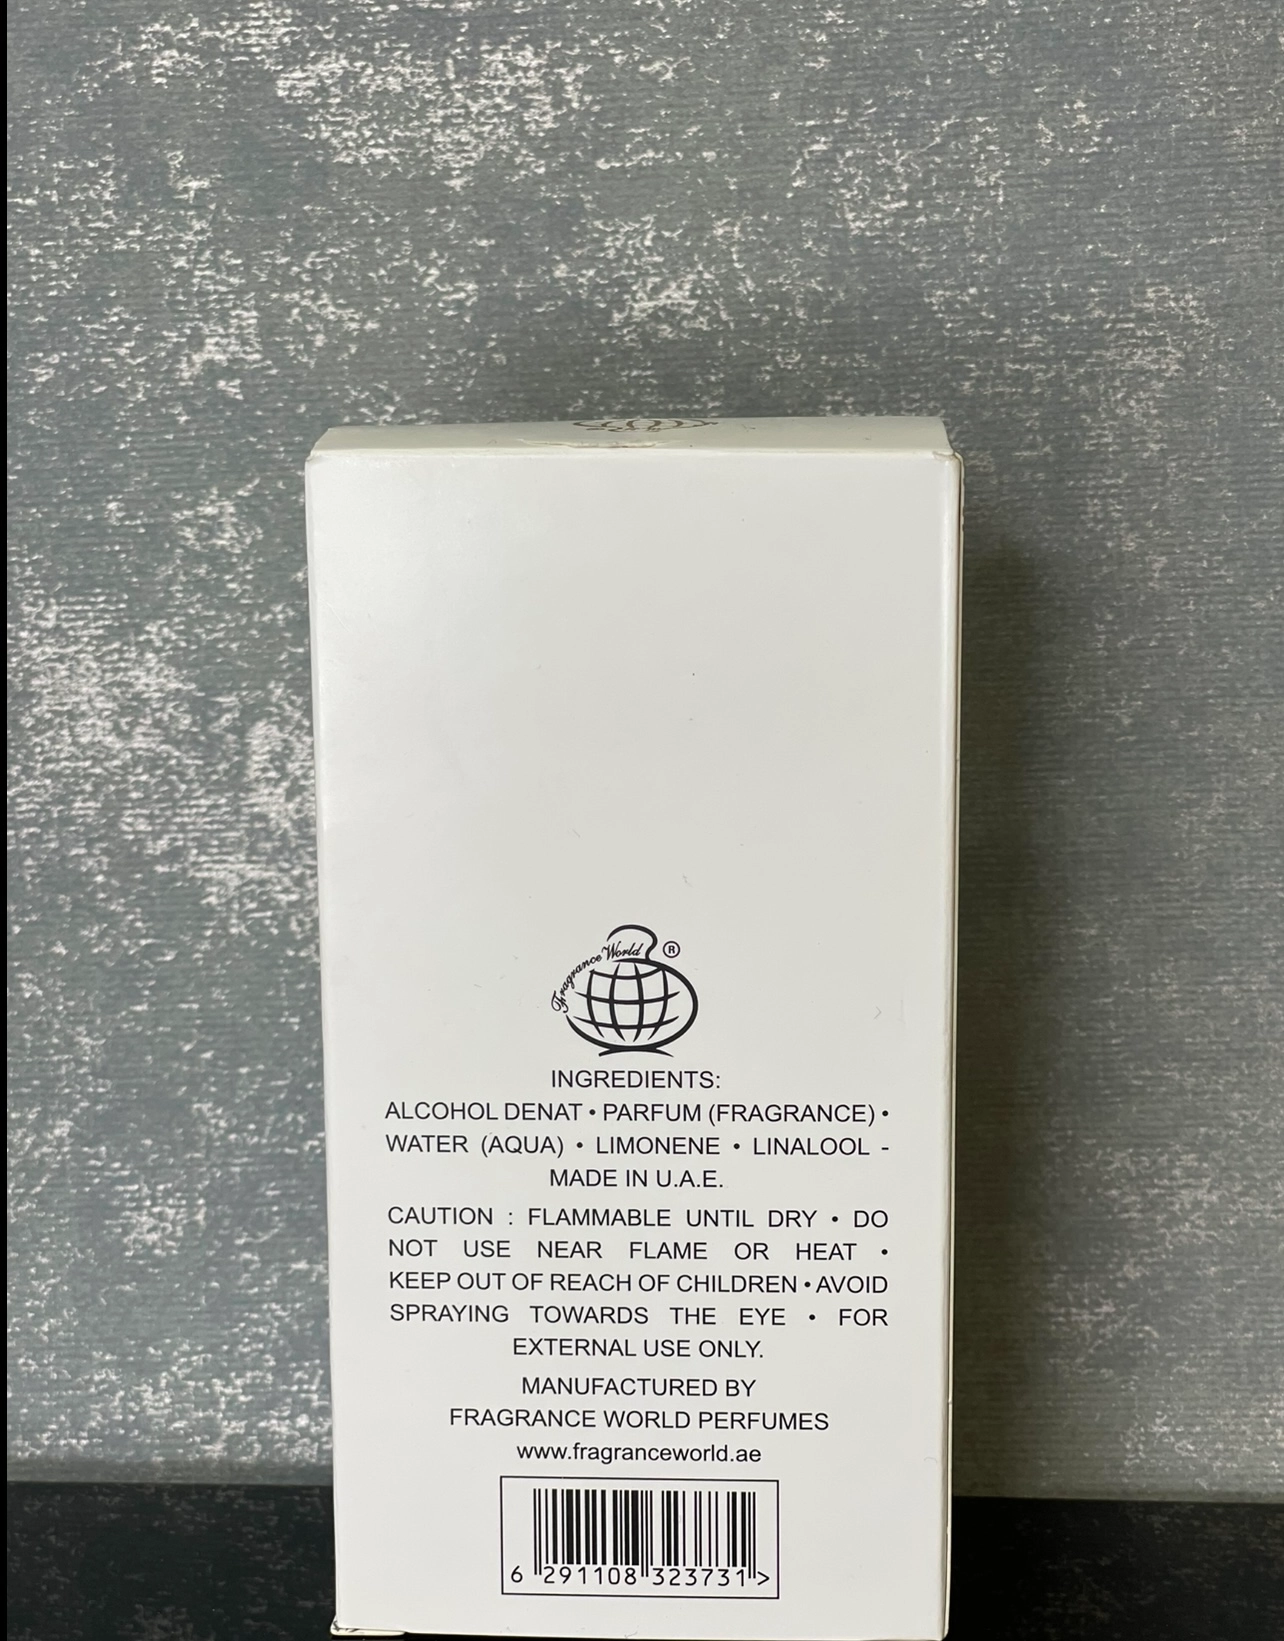 Fragrance World ®
INGREDIENTS:
ALCOHOL DENAT • PARFUM (FRAGRANCE) •
WATER (AQUA) • LIMONENE • LINALOOL -
MADE IN U.A.E.
CAUTION : FLAMMABLE UNTIL DRY • DO
NOT USE NEAR FLAME OR HEAT •
KEEP OUT OF REACH OF CHILDREN • AVOID
SPRAYING TOWARDS THE EYE • FOR
EXTERNAL USE ONLY.
MANUFACTURED BY
FRAGRANCE WORLD PERFUMES
www.fragranceworld.ae
6 291108 323731 >